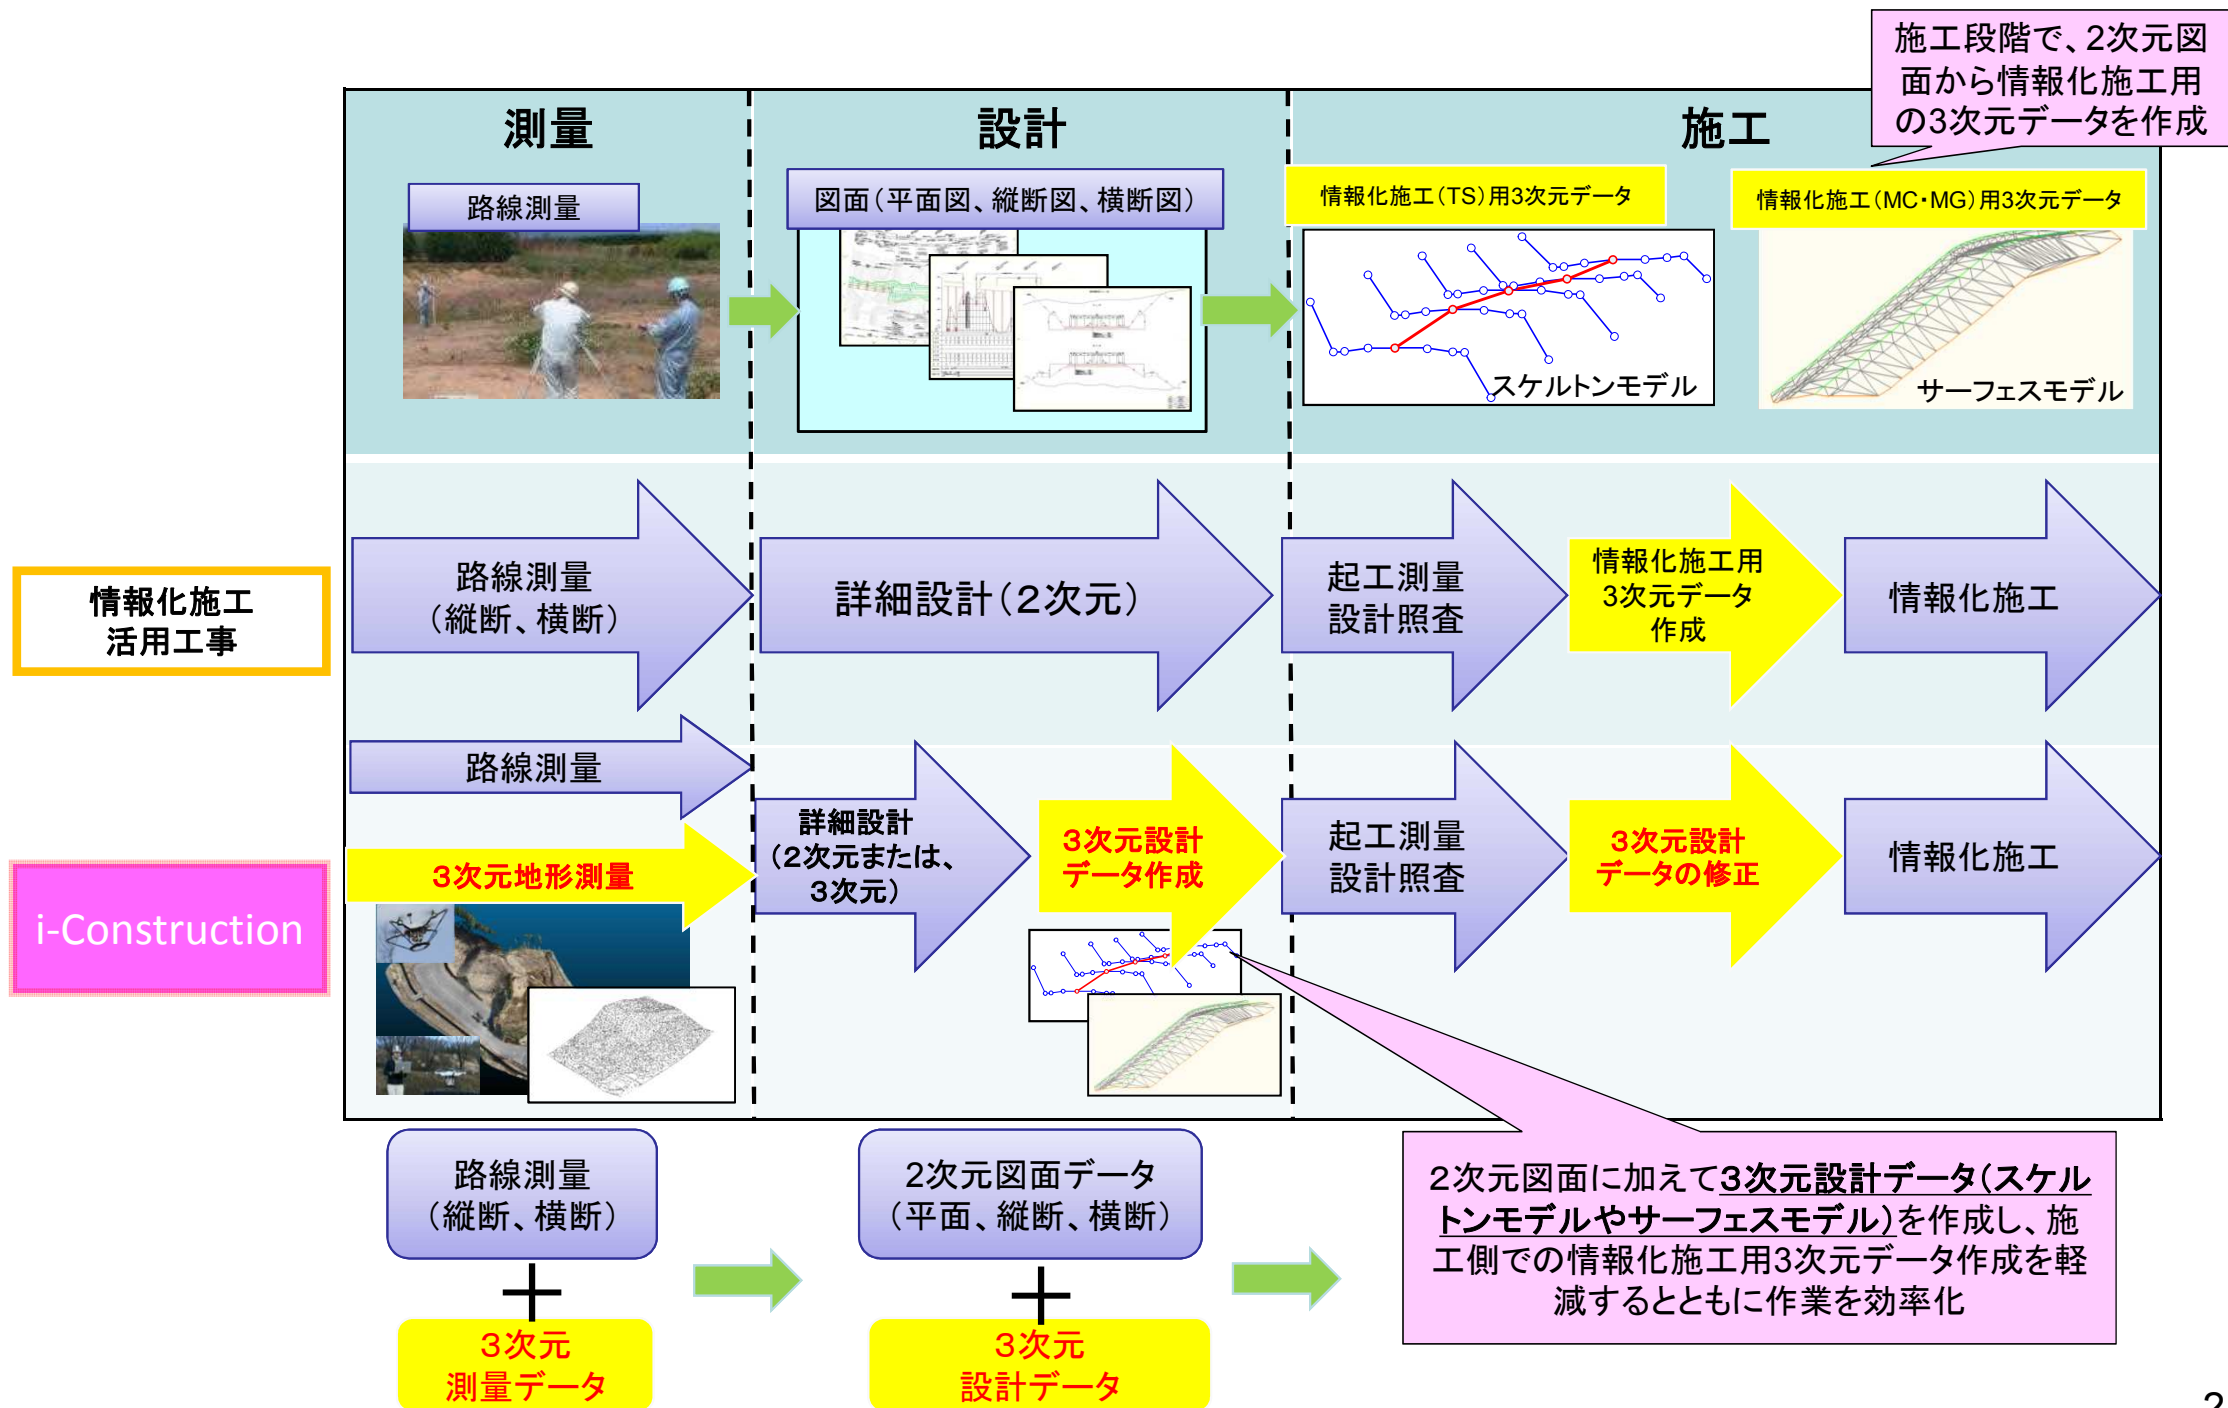 施工段階で、2次元図
面から情報化施工用
の3次元データを作成
測量
設計
施工
路線測量
図面(平面図、縦断図、横断図)
情報化施工(TS)用3次元データ
情報化施工(MC・MG)用3次元データ
スケルトンモデル
サーフェスモデル
情報化施工
活用工事
路線測量
(縦断、横断)
詳細設計(2次元)
起工測量
設計照査
情報化施工用
3次元データ
作成
情報化施工
i-Construction
路線測量
3次元地形測量
詳細設計
(2次元または、
3次元)
3次元設計
データ作成
起工測量
設計照査
3次元設計
データの修正
情報化施工
路線測量
(縦断、横断)
+
3次元
測量データ
2次元図面データ
(平面、縦断、横断)
+
3次元
設計データ
2次元図面に加えて3次元設計データ(スケル
トンモデルやサーフェスモデル)を作成し、施
工側での情報化施工用3次元データ作成を軽
減するとともに作業を効率化
2